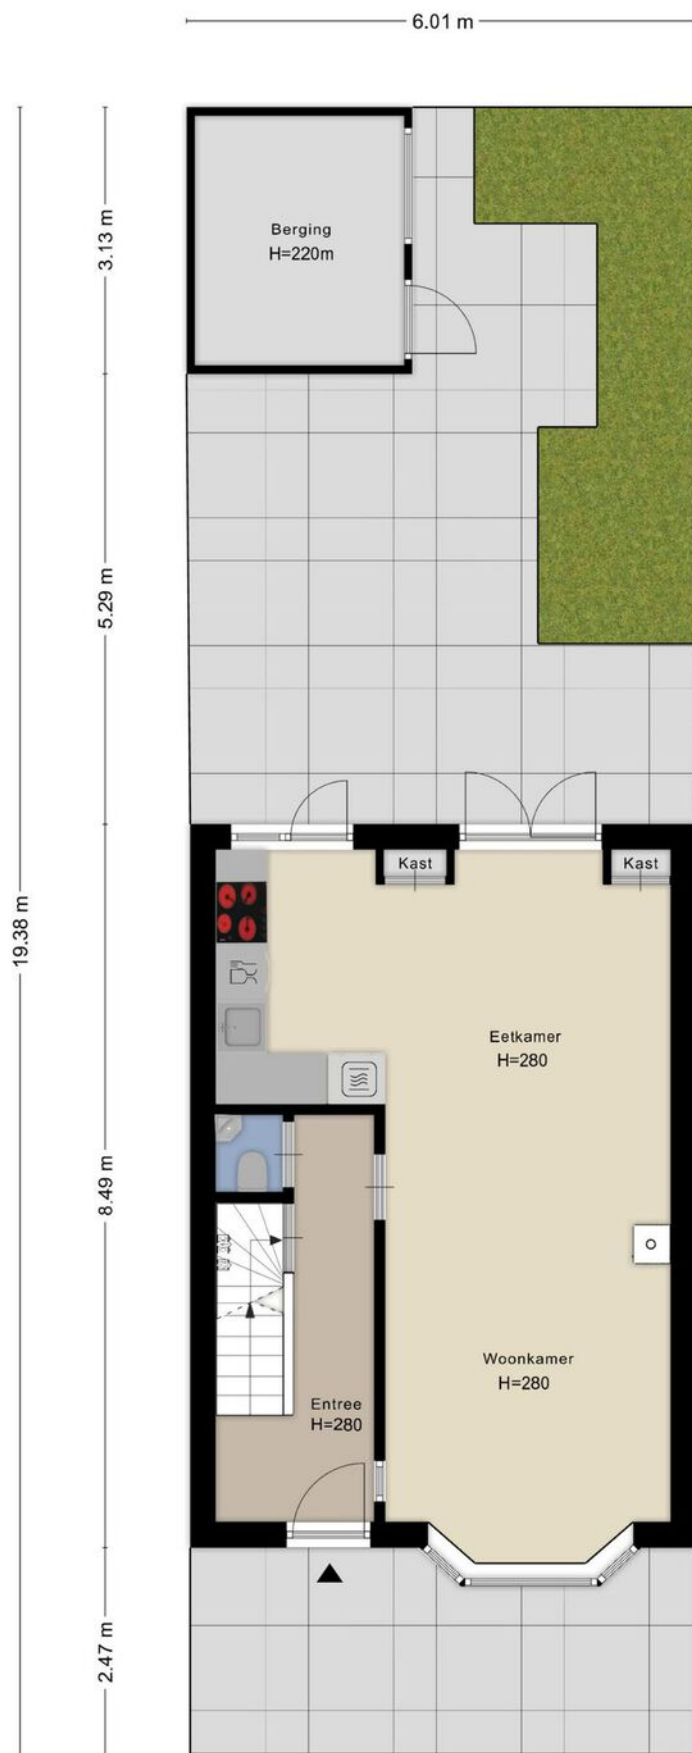 6.01 m
3.13 m
Berging
H=220m
5.29 m
19.38 m
Kast
Kast
Eetkamer
H=280
8.49 m
Woonkamer
H=280
Entree
H=280
2.47 m